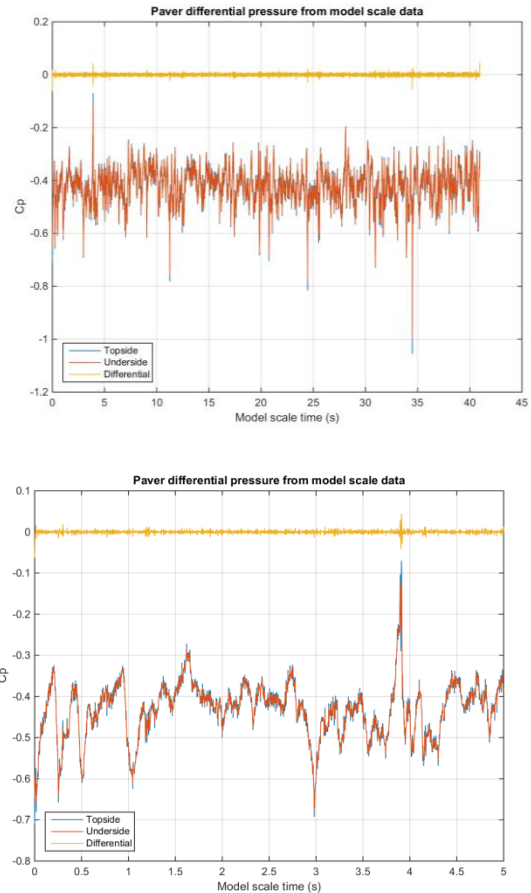 Paver differential pressure from model scale data
0.2
0
-0.2
-0.4
-0.6
-0.8
-1
-1.2
Cp
Topside
Underside
Differential
0 5 10 15 20 25 30 35 40 45
Model scale time (s)
Paver differential pressure from model scale data
0.1
0
-0.1
-0.2
-0.3
-0.4
-0.5
-0.6
-0.7
-0.8
Cp
Topside
Underside
Differential
0 0.5 1 1.5 2 2.5 3 3.5 4 4.5 5
Model scale time (s)